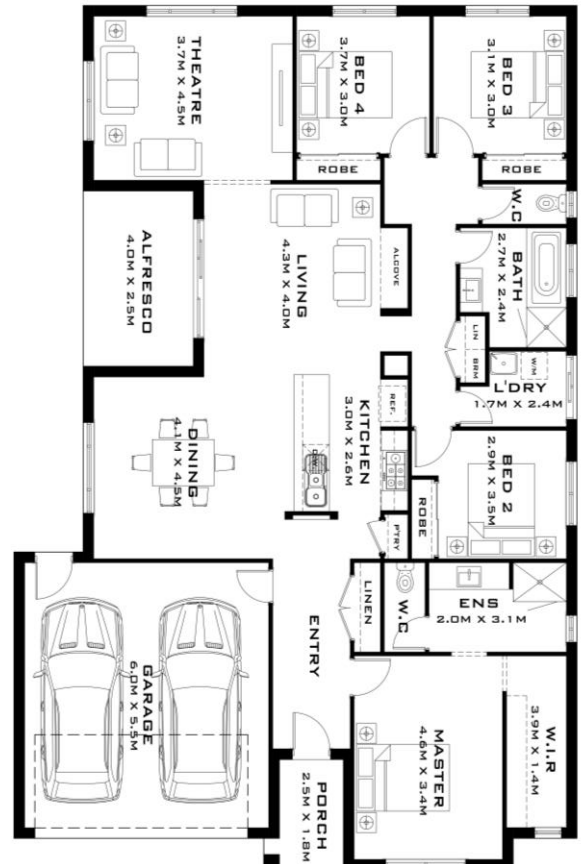 THEATRE
3.7M X 4.5M
BED 4
3.7M X 3.0M
BED 3
3.1M X 3.0M
ROBE
ROBE
W.C
ALFRESCO
4.0M X 2.5M
LIVING
4.3M X 4.0M
ALCOVE
BATH
2.7M X 2.4M
LIN
BRM
W/M
L'DRY
1.7M X 2.4M
DINING
4.1M X 4.5M
KITCHEN
3.0M X 2.6M
REF.
D/W
BED 2
2.9M X 3.5M
ROBE
P'TRY
LINEN
W.C
ENS
2.0M X 3.1M
ENTRY
GARAGE
6.0M X 5.5M
MASTER
4.6M X 3.4M
W.I.R
3.9M X 1.4M
PORCH
2.5M X 1.8M